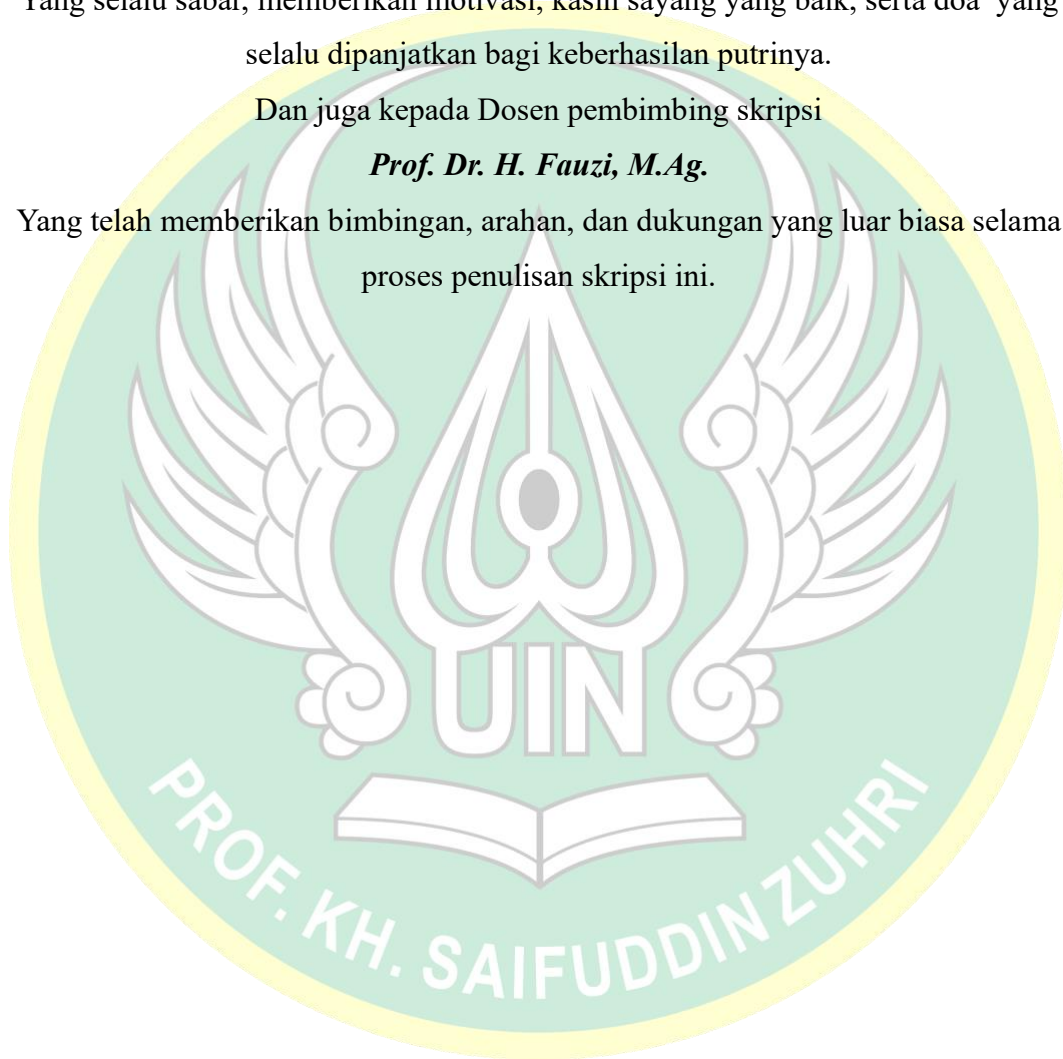 Yang selalu sabar, memberikan motivasi, kasih sayang yang baik, serta doa yang
selalu dipanjatkan bagi keberhasilan putrinya.
Dan juga kepada Dosen pembimbing skripsi
Prof. Dr. H. Fauzi, M.Ag.
Yang telah memberikan bimbingan, arahan, dan dukungan yang luar biasa selama
proses penulisan skripsi ini.
UIN
PROF. KH. SAIFUDDIN ZUHRI